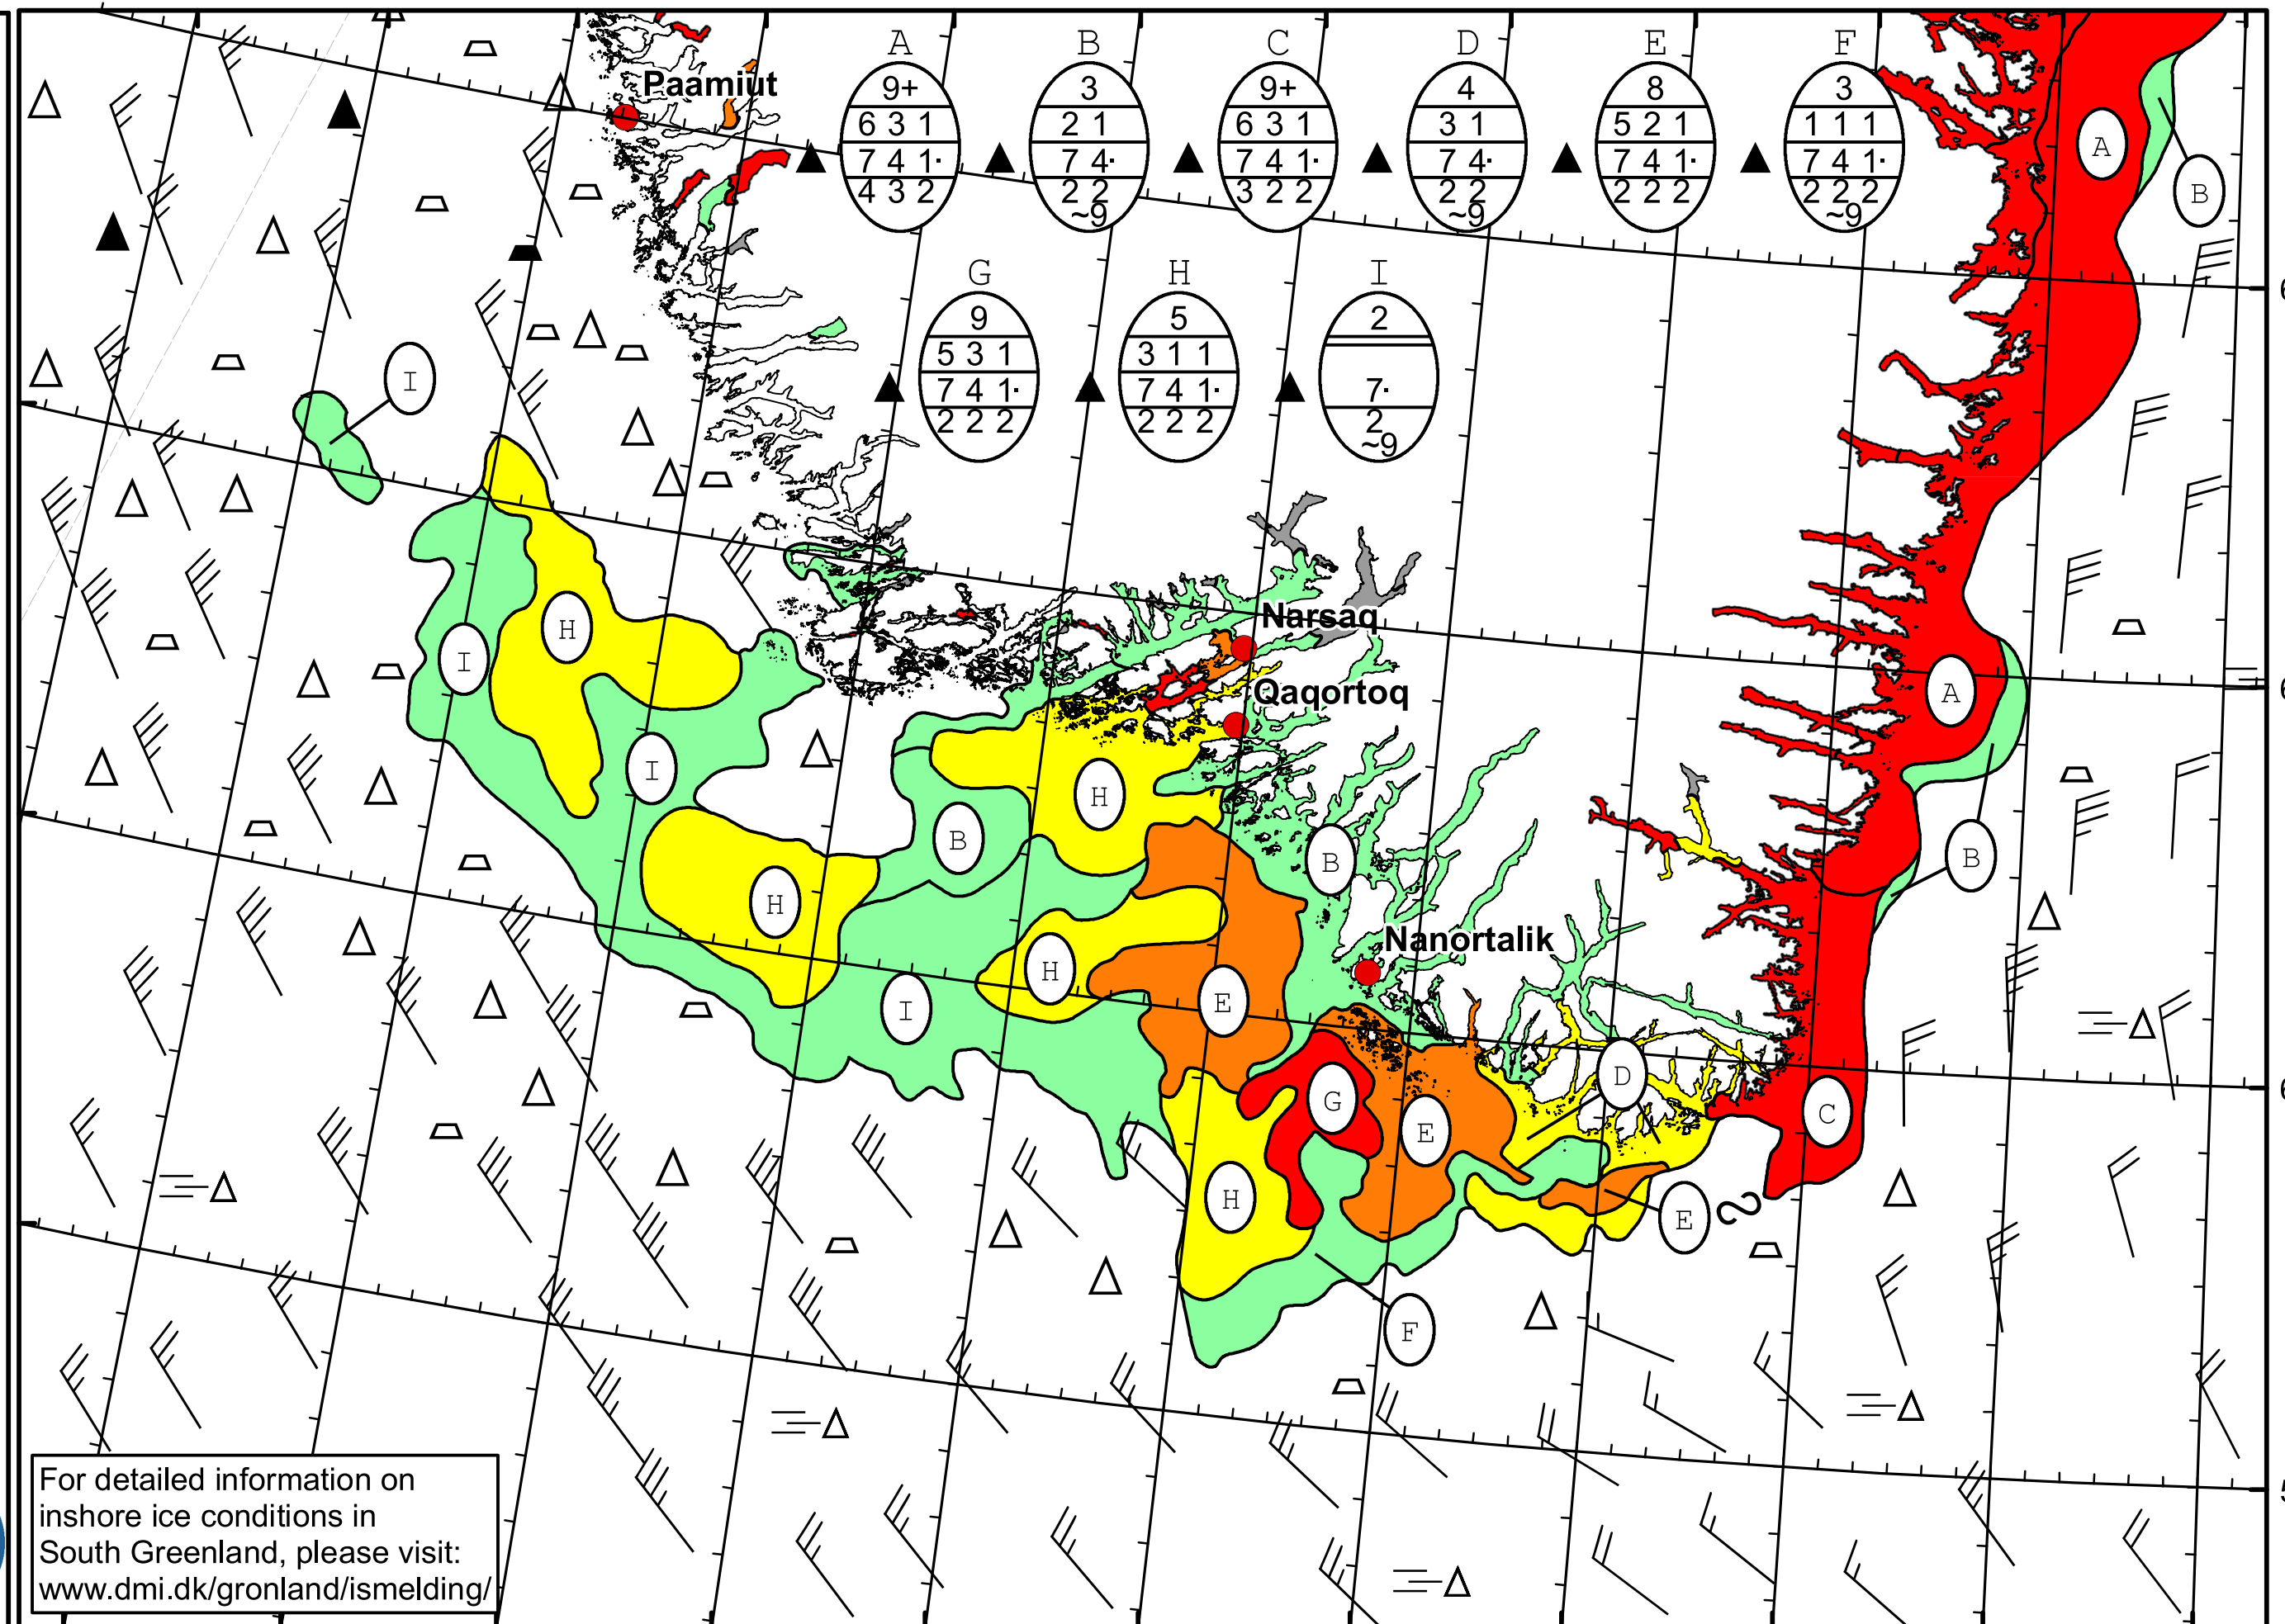 A B C D E F
Paamiut
9+ 3 9+ 4 8 3
6 3 1 2 1 6 3 1 3 1 5 2 1 1 1 1
7 4 1· 7 4· 7 4 1· 7 4· 7 4 1· 7 4 1·
4 3 2 2 2 3 2 2 2 2 2 2 2 2 2 2
~9 ~9 ~9
A
B
G H I
9 5 2
5 3 1 3 1 1
7 4 1· 7 4 1· 7·
2 2 2 2 2 2 2
~9
I
Narsaq
H
I
Qaqortoq
A
I
H
B
B
B
H
Nanortalik
H
E
I
D
G
C
E
H
E
F
For detailed information on
inshore ice conditions in
South Greenland, please visit:
www.dmi.dk/gronland/ismelding/